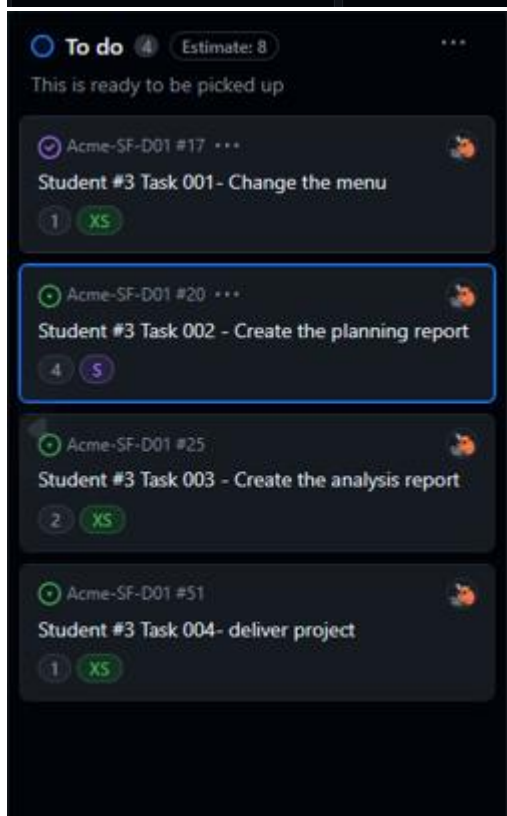 To do 4 Estimate: 8 ...
This is ready to be picked up
Acme-SF-D01 #17 ...
Student #3 Task 001- Change the menu
1 XS
Acme-SF-D01 #20 ...
Student #3 Task 002 - Create the planning report
4 S
Acme-SF-D01 #25
Student #3 Task 003 - Create the analysis report
2 XS
Acme-SF-D01 #51
Student #3 Task 004- deliver project
1 XS